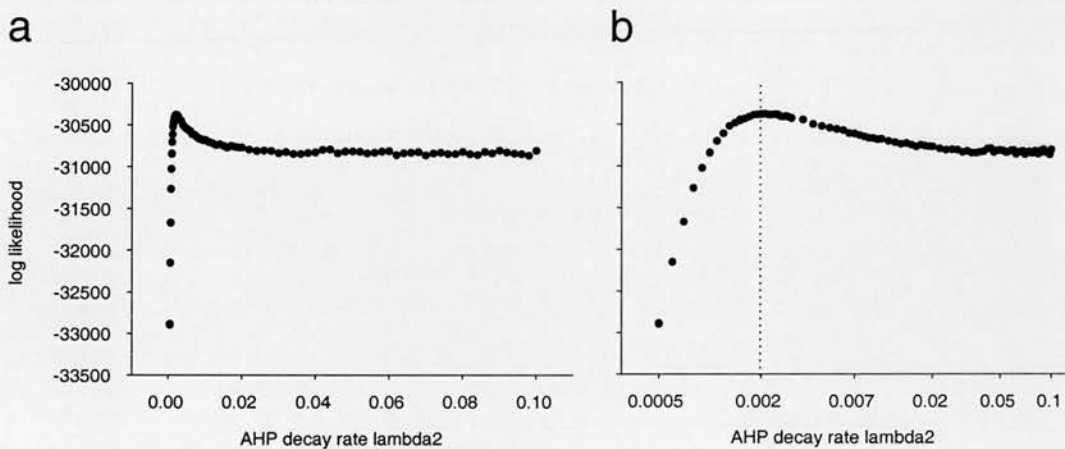 a
b
-30000
-30500
-31000
-31500
-32000
-32500
-33000
-33500
log likelihood
0.00 0.02 0.04 0.06 0.08 0.10
AHP decay rate lambda2
0.0005 0.002 0.007 0.02 0.05 0.1
AHP decay rate lambda2